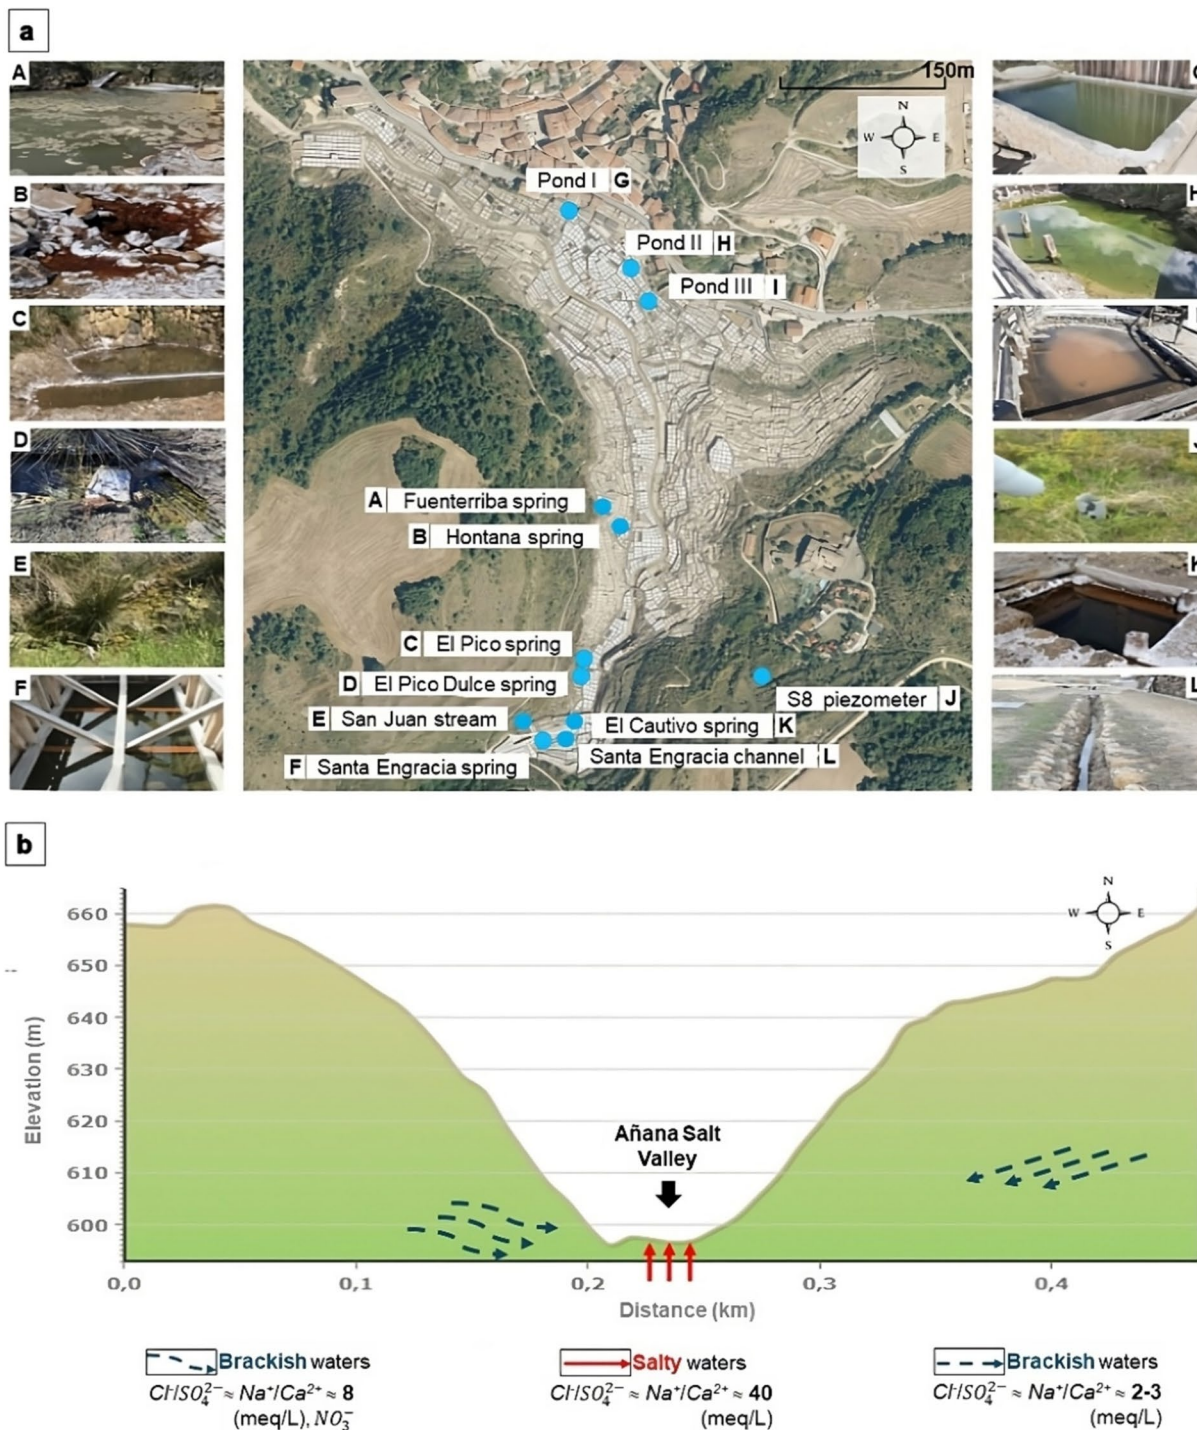 a
A
B
C
D
E
F
150m
N
W E
S
Pond I G
Pond II H
Pond III I
A Fuenterriba spring
B Hontana spring
C El Pico spring
D El Pico Dulce spring
E San Juan stream
F Santa Engracia spring
S8 piezometer J
El Cautivo spring K
Santa Engracia channel L
H
J
K
L
b
N
W E
S
660
650
640
630
620
610
600
Elevation (m)
Añana Salt
Valley
0,0 0,1 0,2 0,3 0,4
Distance (km)
Brackish waters
Cl⁻/SO₄²⁻ ≈ Na⁺/Ca²⁺ ≈ 8
(meq/L), NO₃⁻
Salty waters
Cl⁻/SO₄²⁻ ≈ Na⁺/Ca²⁺ ≈ 40
(meq/L)
Brackish waters
Cl⁻/SO₄²⁻ ≈ Na⁺/Ca²⁺ ≈ 2-3
(meq/L)